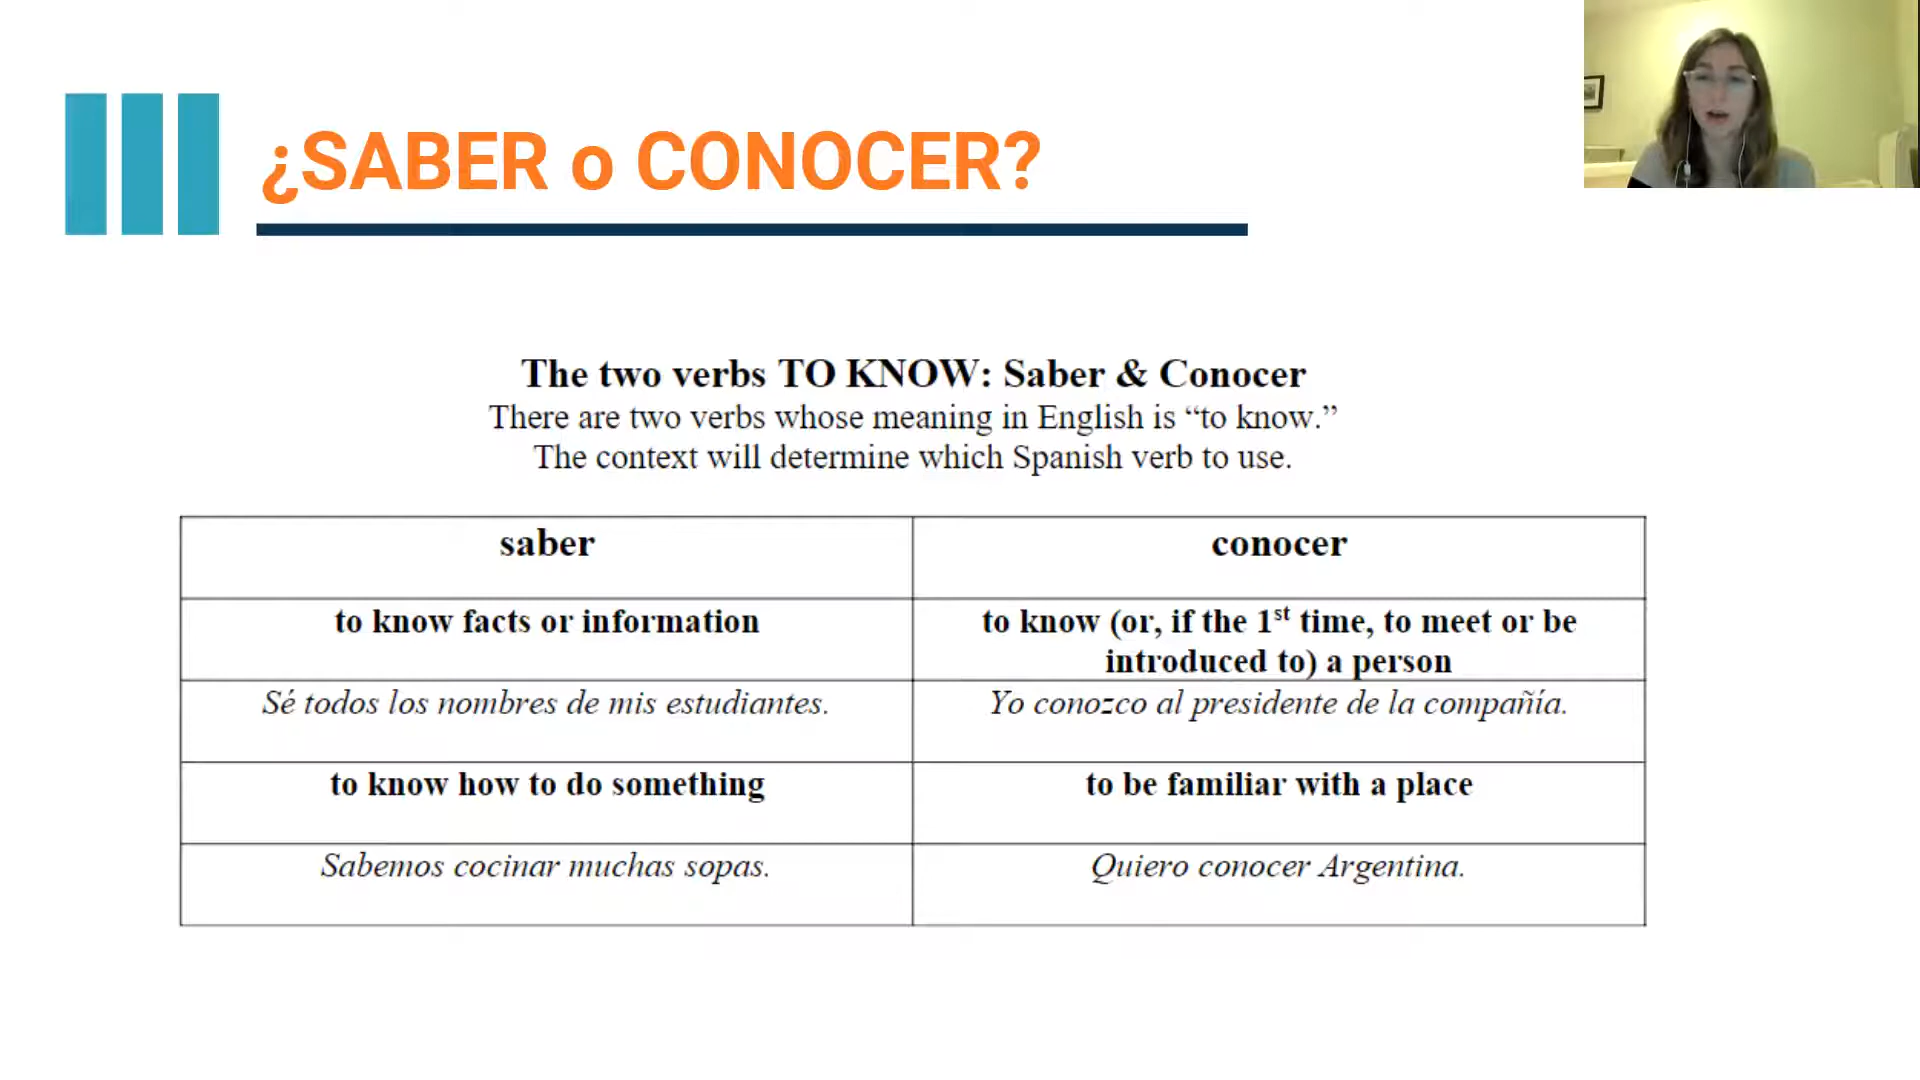 ¿SABER o CONOCER?
The two verbs TO KNOW: Saber & Conocer
There are two verbs whose meaning in English is “to know.”
The context will determine which Spanish verb to use.
saber
conocer
to know facts or information
to know (or, if the 1st time, to meet or be
introduced to) a person
Sé todos los nombres de mis estudiantes.
Yo conozco al presidente de la compañía.
to know how to do something
to be familiar with a place
Sabemos cocinar muchas sopas.
Quiero conocer Argentina.